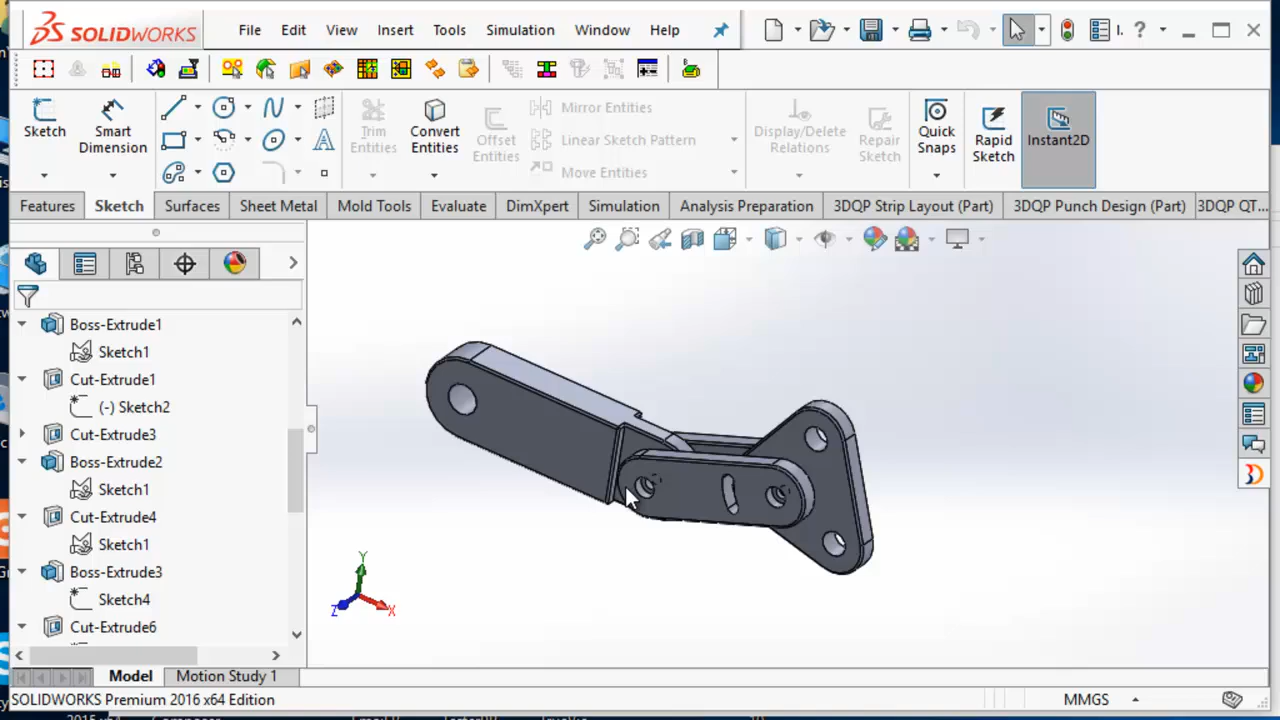 SOLIDWORKS File Edit View Insert Tools Simulation Window Help I. ?
Sketch Smart Dimension Trim Entities Convert Entities Offset Entities Mirror Entities Linear Sketch Pattern Move Entities Display/Delete Relations Repair Sketch Quick Snaps Rapid Sketch Instant2D
Features Sketch Surfaces Sheet Metal Mold Tools Evaluate DimXpert Simulation Analysis Preparation 3DQP Strip Layout (Part) 3DQP Punch Design (Part) 3DQP QT...
Boss-Extrude1
Sketch1
Cut-Extrude1
(-) Sketch2
Cut-Extrude3
Boss-Extrude2
Sketch1
Cut-Extrude4
Sketch1
Boss-Extrude3
Sketch4
Cut-Extrude6
Y
Z X
Model Motion Study 1
SOLIDWORKS Premium 2016 x64 Edition MMGS